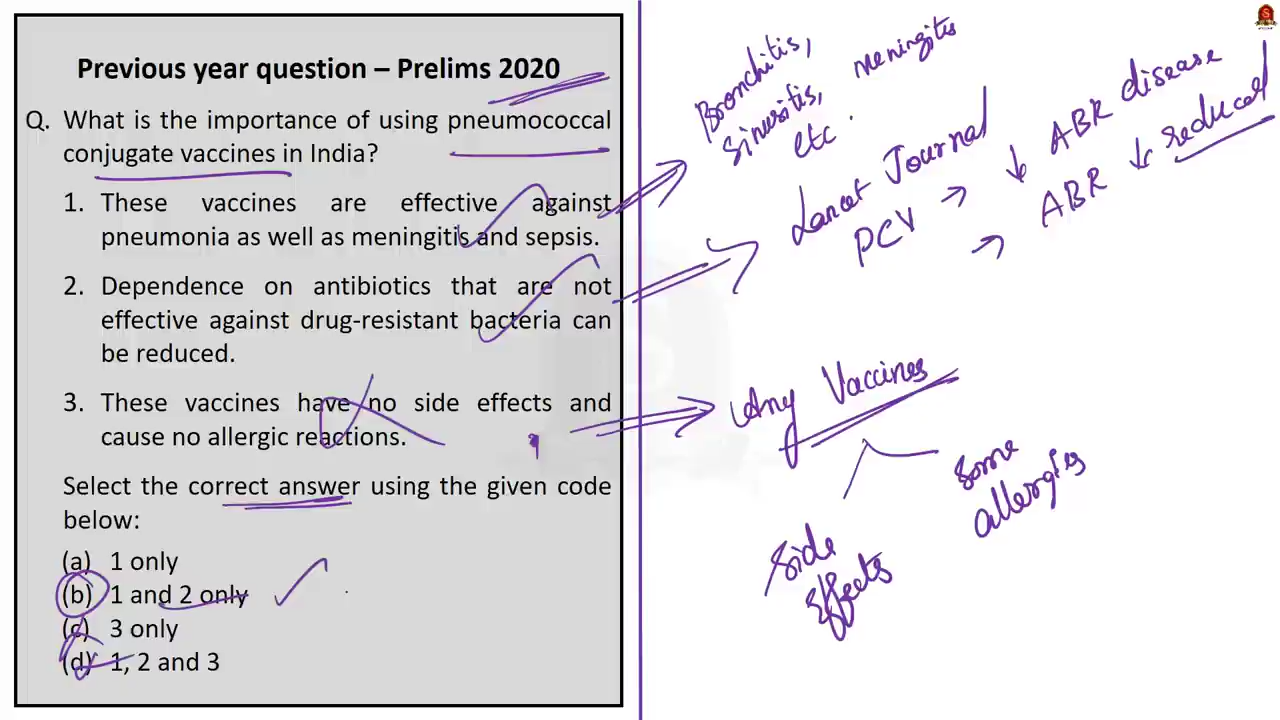 Previous year question – Prelims 2020
Q. What is the importance of using pneumococcal
conjugate vaccines in India?
1. These vaccines are effective against
pneumonia as well as meningitis and sepsis.
2. Dependence on antibiotics that are not
effective against drug-resistant bacteria can
be reduced.
3. These vaccines have no side effects and
cause no allergic reactions.
Select the correct answer using the given code
below:
(a) 1 only
(b) 1 and 2 only
(c) 3 only
(d) 1, 2 and 3
Bronchitis, meningitis
Sinusitis,
etc.
Lancet Journal
PCV → ↓ ABR disease
→ ABR ↓ reduced
Any Vaccines
Side
Effects
Some
allergies